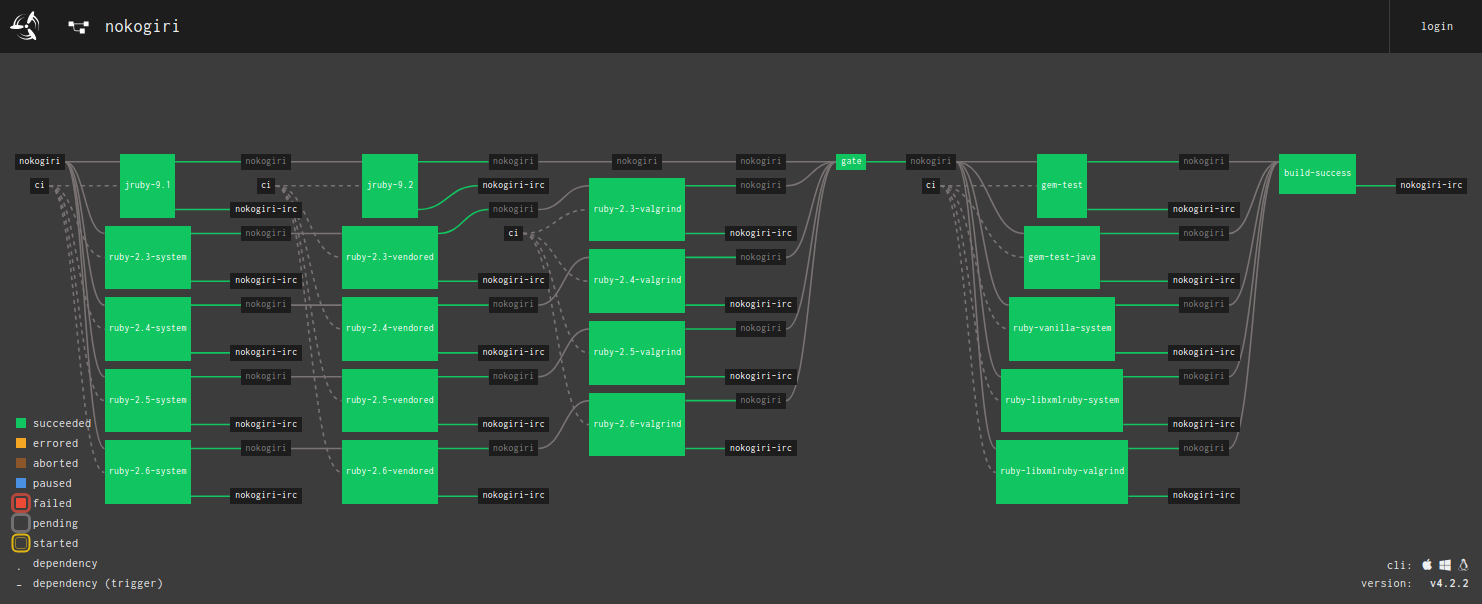 nokogiri login
nokogiri nokogiri nokogiri nokogiri nokogiri gate nokogiri nokogiri
ci jruby-9.1 ci jruby-9.2 nokogiri-irc nokogiri ci gem-test build-success nokogiri-irc
nokogiri-irc nokogiri ruby-2.3-valgrind nokogiri-irc
nokogiri nokogiri ci nokogiri-irc nokogiri
ruby-2.3-system ruby-2.3-vendored nokogiri gem-test-java
nokogiri-irc nokogiri-irc ruby-2.4-valgrind nokogiri-irc
nokogiri nokogiri nokogiri-irc nokogiri
ruby-2.4-system ruby-2.4-vendored nokogiri ruby-vanilla-system
nokogiri-irc nokogiri-irc ruby-2.5-valgrind nokogiri-irc
nokogiri nokogiri nokogiri-irc nokogiri
ruby-2.5-system ruby-2.5-vendored nokogiri ruby-libxmlruby-system
succeeded nokogiri-irc nokogiri-irc ruby-2.6-valgrind nokogiri-irc
errored nokogiri nokogiri nokogiri-irc nokogiri
aborted ruby-2.6-system ruby-2.6-vendored ruby-libxmlruby-valgrind
paused
failed nokogiri-irc nokogiri-irc nokogiri-irc
pending
started
dependency cli:
dependency (trigger) version: v4.2.2